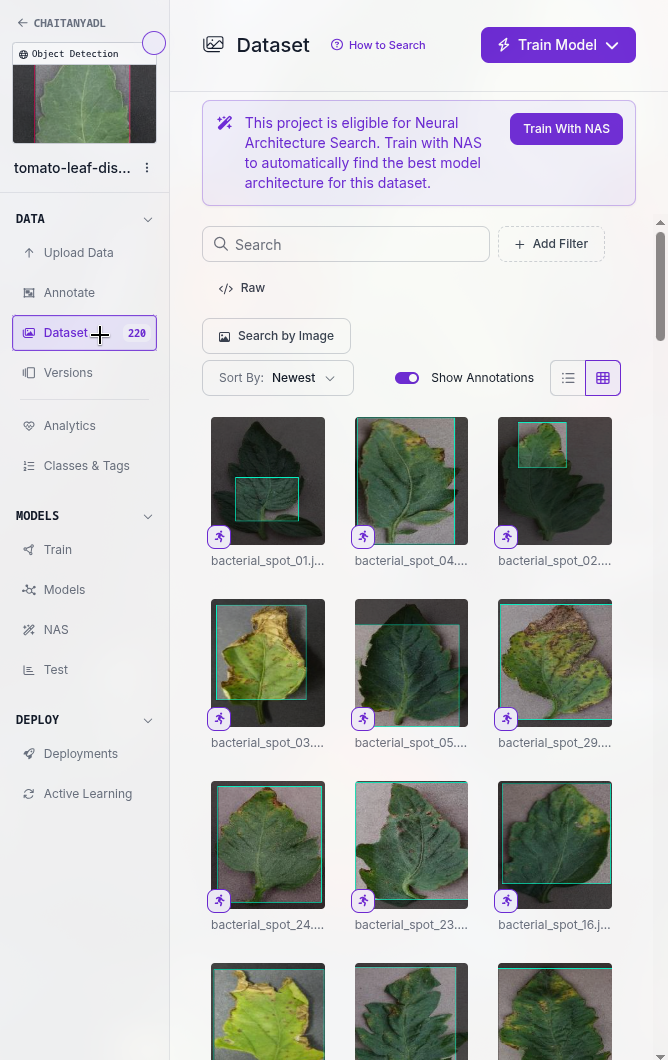 CHAITANYADL
Object Detection
tomato-leaf-dis...
DATA
Upload Data
Annotate
Dataset 220
Versions
Analytics
Classes & Tags
MODELS
Train
Models
NAS
Test
DEPLOY
Deployments
Active Learning
Dataset
How to Search
Train Model
This project is eligible for Neural
Architecture Search. Train with NAS
to automatically find the best model
architecture for this dataset.
Train With NAS
Search
Add Filter
</> Raw
Search by Image
Sort By: Newest
Show Annotations
bacterial_spot_01.j...
bacterial_spot_04....
bacterial_spot_02....
bacterial_spot_03....
bacterial_spot_05....
bacterial_spot_29....
bacterial_spot_24....
bacterial_spot_23....
bacterial_spot_16.j...